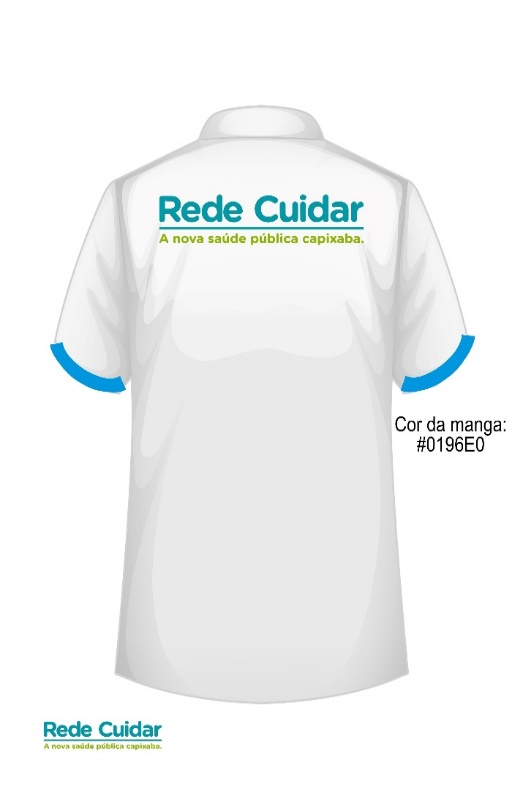 Rede Cuidar
A nova saúde pública capixaba.
Cor da manga:
#0196E0
Rede Cuidar
A nova saúde pública capixaba.